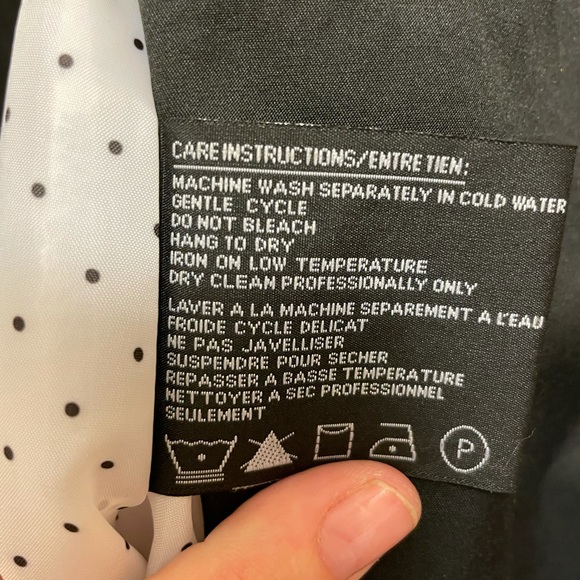 CARE INSTRUCTIONS/ENTRETIEN:
MACHINE WASH SEPARATELY IN COLD WATER
GENTLE CYCLE
DO NOT BLEACH
HANG TO DRY
IRON ON LOW TEMPERATURE
DRY CLEAN PROFESSIONALLY ONLY
LAVER A LA MACHINE SEPAREMENT A L'EAU
FROIDE CYCLE DELICAT
NE PAS JAVELLISER
SUSPENDRE POUR SECHER
REPASSER A BASSE TEMPERATURE
NETTOYER A SEC PROFESSIONNEL
SEULEMENT
P